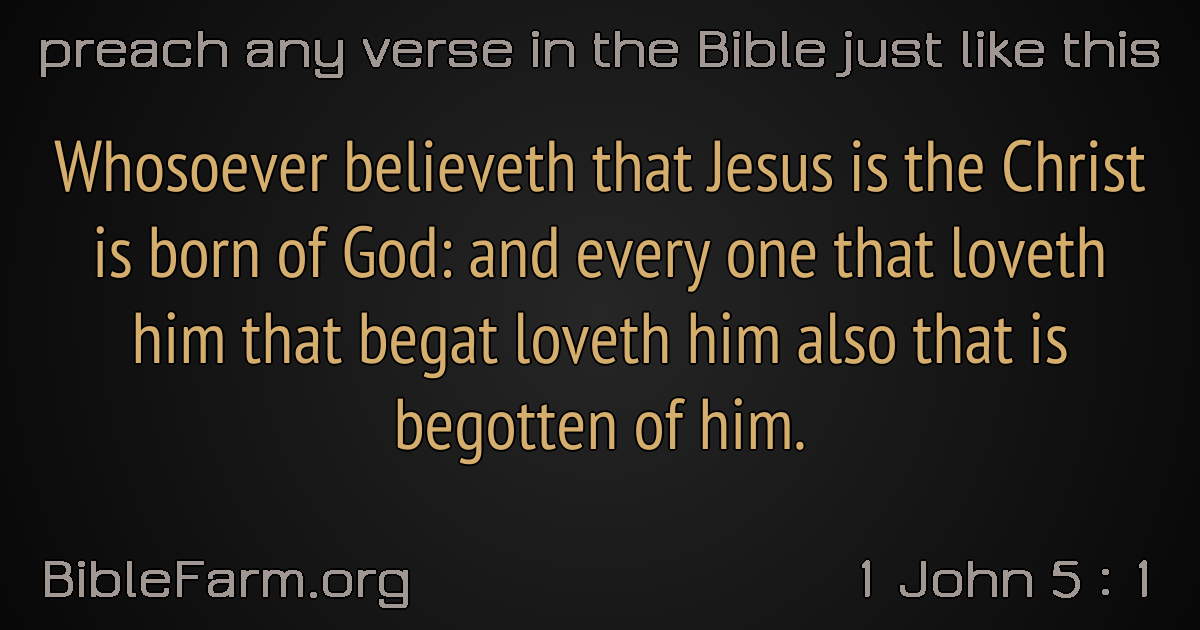 preach any verse in the Bible just like this
Whosoever believeth that Jesus is the Christ
is born of God: and every one that loveth
him that begat loveth him also that is
begotten of him.
BibleFarm.org
1 John 5 : 1